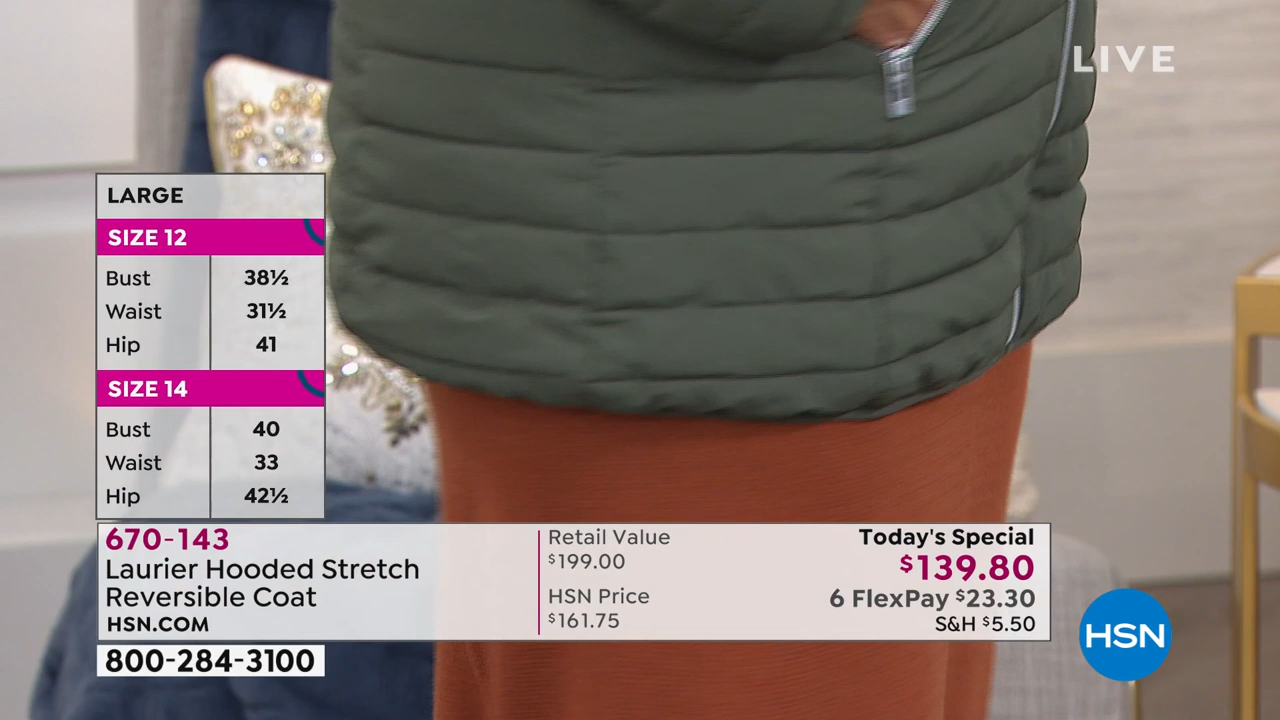 LIVE
LARGE
SIZE 12
Bust 38½
Waist 31½
Hip 41
SIZE 14
Bust 40
Waist 33
Hip 42½
670-143
Laurier Hooded Stretch
Reversible Coat
HSN.COM
800-284-3100
Retail Value
$199.00
HSN Price
$161.75
Today's Special
$139.80
6 FlexPay $23.30
S&H $5.50
HSN